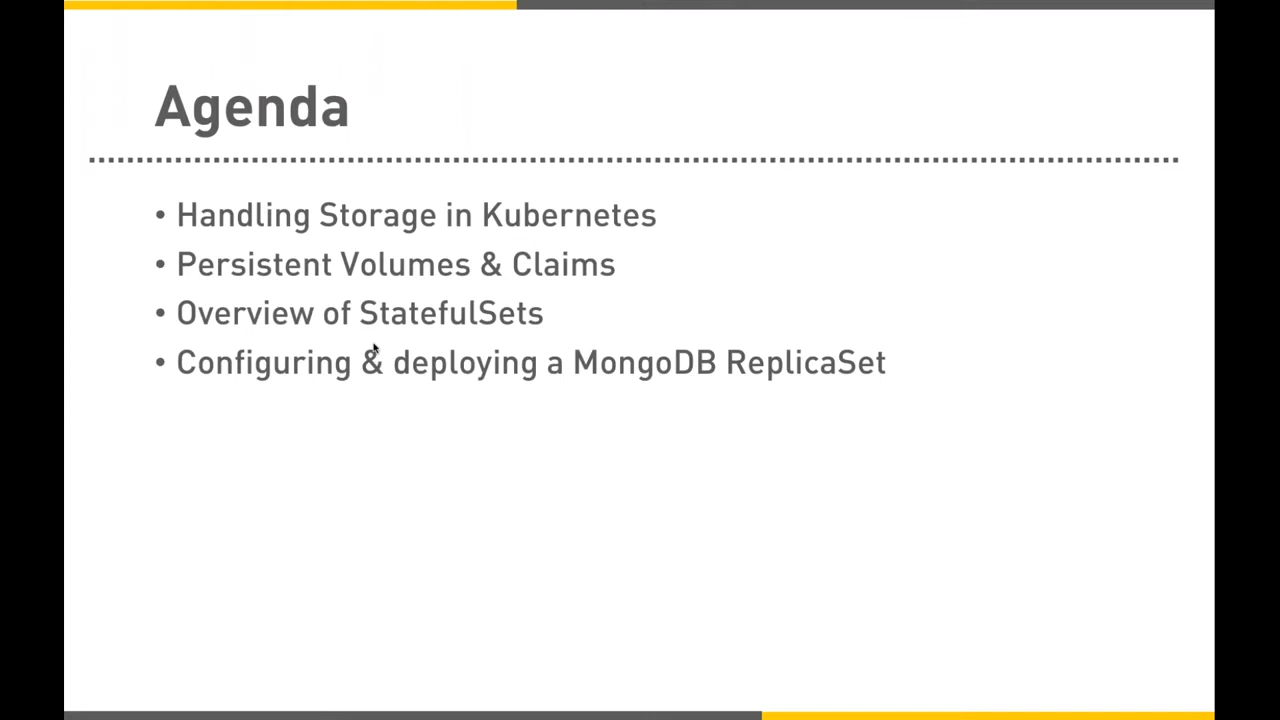 Agenda
• Handling Storage in Kubernetes
• Persistent Volumes & Claims
• Overview of StatefulSets
• Configuring & deploying a MongoDB ReplicaSet